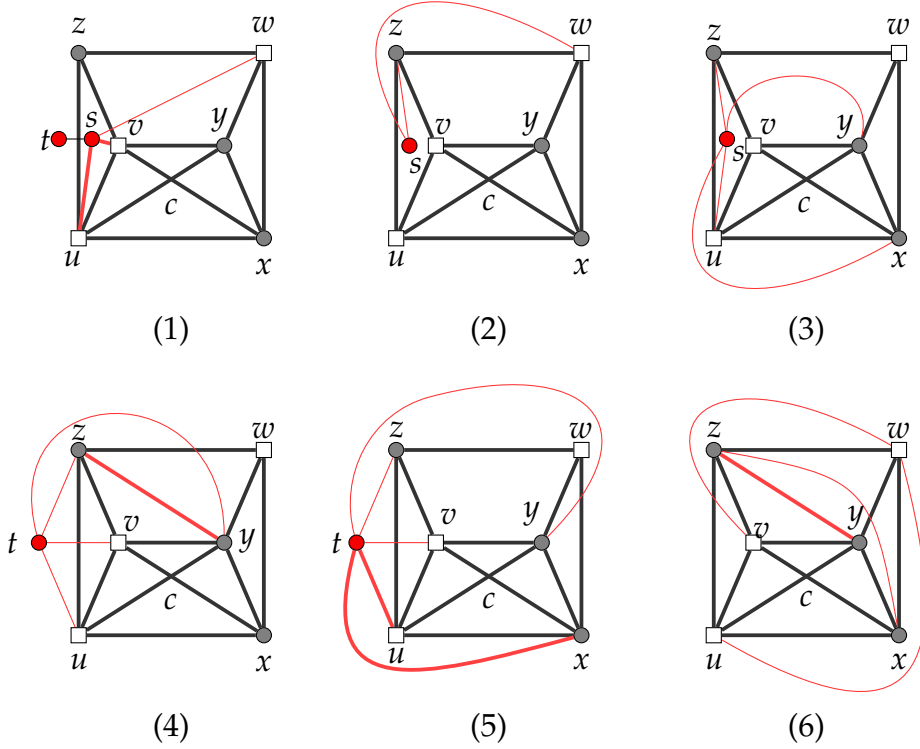 z w z w z w
t s v y v y v y
s s
c c c
u x u x u x
(1) (2) (3)
z w z w z w
t v y t v y v y
c c c
u x u x u x
(4) (5) (6)